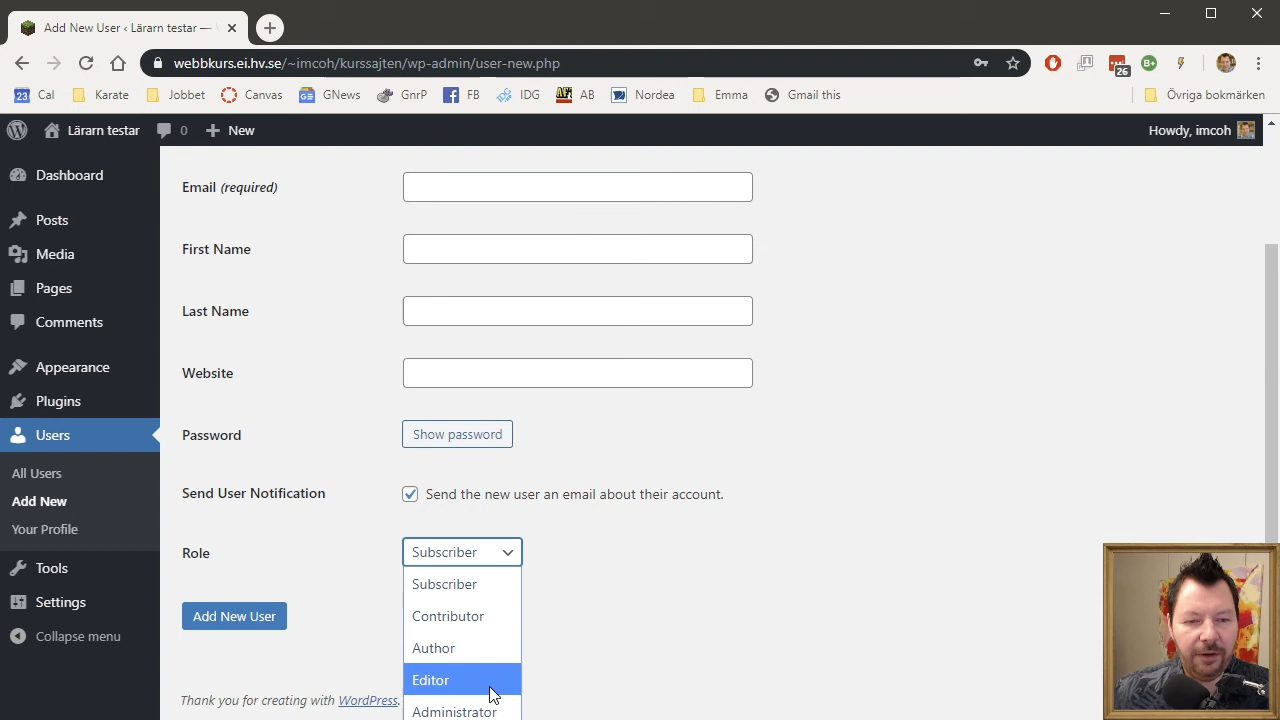 Add New User ‹ Lärarn testar —
webbkurs.ei.hv.se/~imcoh/kurssajten/wp-admin/user-new.php
26
23 Cal Karate Jobbet Canvas GNews GnrP FB IDG AB Nordea Emma Gmail this Övriga bokmärken
Lärarn testar 0 New Howdy, imcoh
Dashboard
Posts
Media
Pages
Comments
Appearance
Plugins
Users
All Users
Add New
Your Profile
Tools
Settings
Collapse menu
Email (required)
First Name
Last Name
Website
Password Show password
Send User Notification Send the new user an email about their account.
Role Subscriber
Subscriber
Contributor
Author
Editor
Administrator
Add New User
Thank you for creating with WordPress.